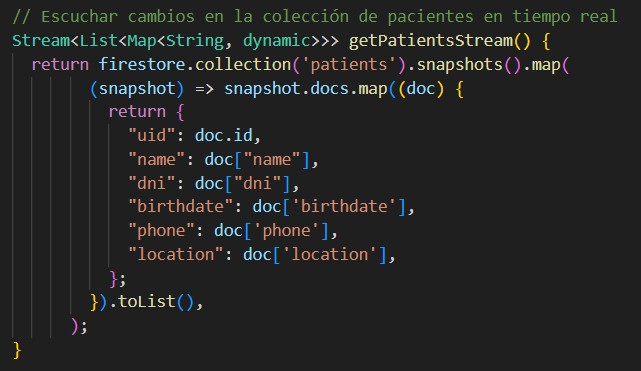 // Escuchar cambios en la colección de pacientes en tiempo real
Stream<List<Map<String, dynamic>>> getPatientsStream() {
  return firestore.collection('patients').snapshots().map(
        (snapshot) => snapshot.docs.map((doc) {
          return {
            "uid": doc.id,
            "name": doc["name"],
            "dni": doc["dni"],
            "birthdate": doc['birthdate'],
            "phone": doc['phone'],
            "location": doc['location'],
          };
        }).toList(),
      );
}